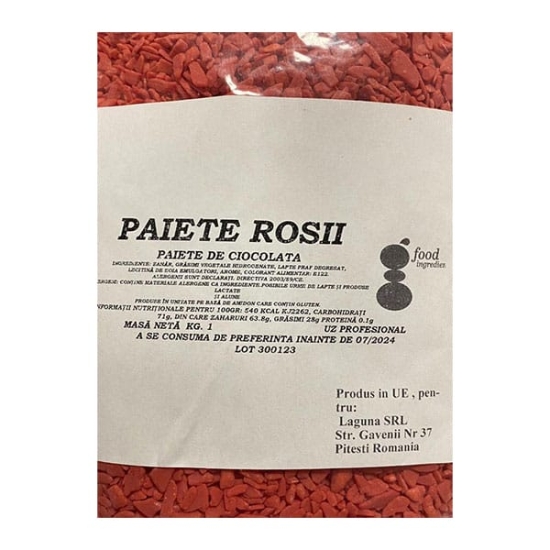 PAIETE ROSII
PAIETE DE CIOCOLATA
INGREDIENTE: ZAHĂR, GRĂSIMI VEGETALE HIDROGENATE, LAPTE PRAF DEGRESAT,
LECITINĂ DE SOIA EMULGATORI, AROME, COLORANT ALIMENTAR: E122.
ALERGENII SUNT DECLARATI. DIRECTIVA 2003/89/CE.
CONȚINE MATERIALE ALERGENE CA INGREDIENTE.POSIBILE URME DE LAPTE ȘI PRODUSE
LACTATE
ȘI ALUNE
PRODUSE ÎN UNITATE PE BAZĂ DE AMIDON CARE CONȚIN GLUTEN.
INFORMAȚII NUTRIȚIONALE PENTRU 100GR: 540 KCAL KJ2262, CARBOHIDRAȚI
71g, DIN CARE ZAHARURI 63.8g, GRĂSIMI 28g PROTEINĂ 0.1g
MASĂ NETĂ KG. 1 UZ PROFESIONAL
A SE CONSUMA DE PREFERINTA INAINTE DE 07/2024
LOT 300123
food
ingredies
Produs in UE , pen-
tru:
Laguna SRL
Str. Gavenii Nr 37
Pitesti Romania